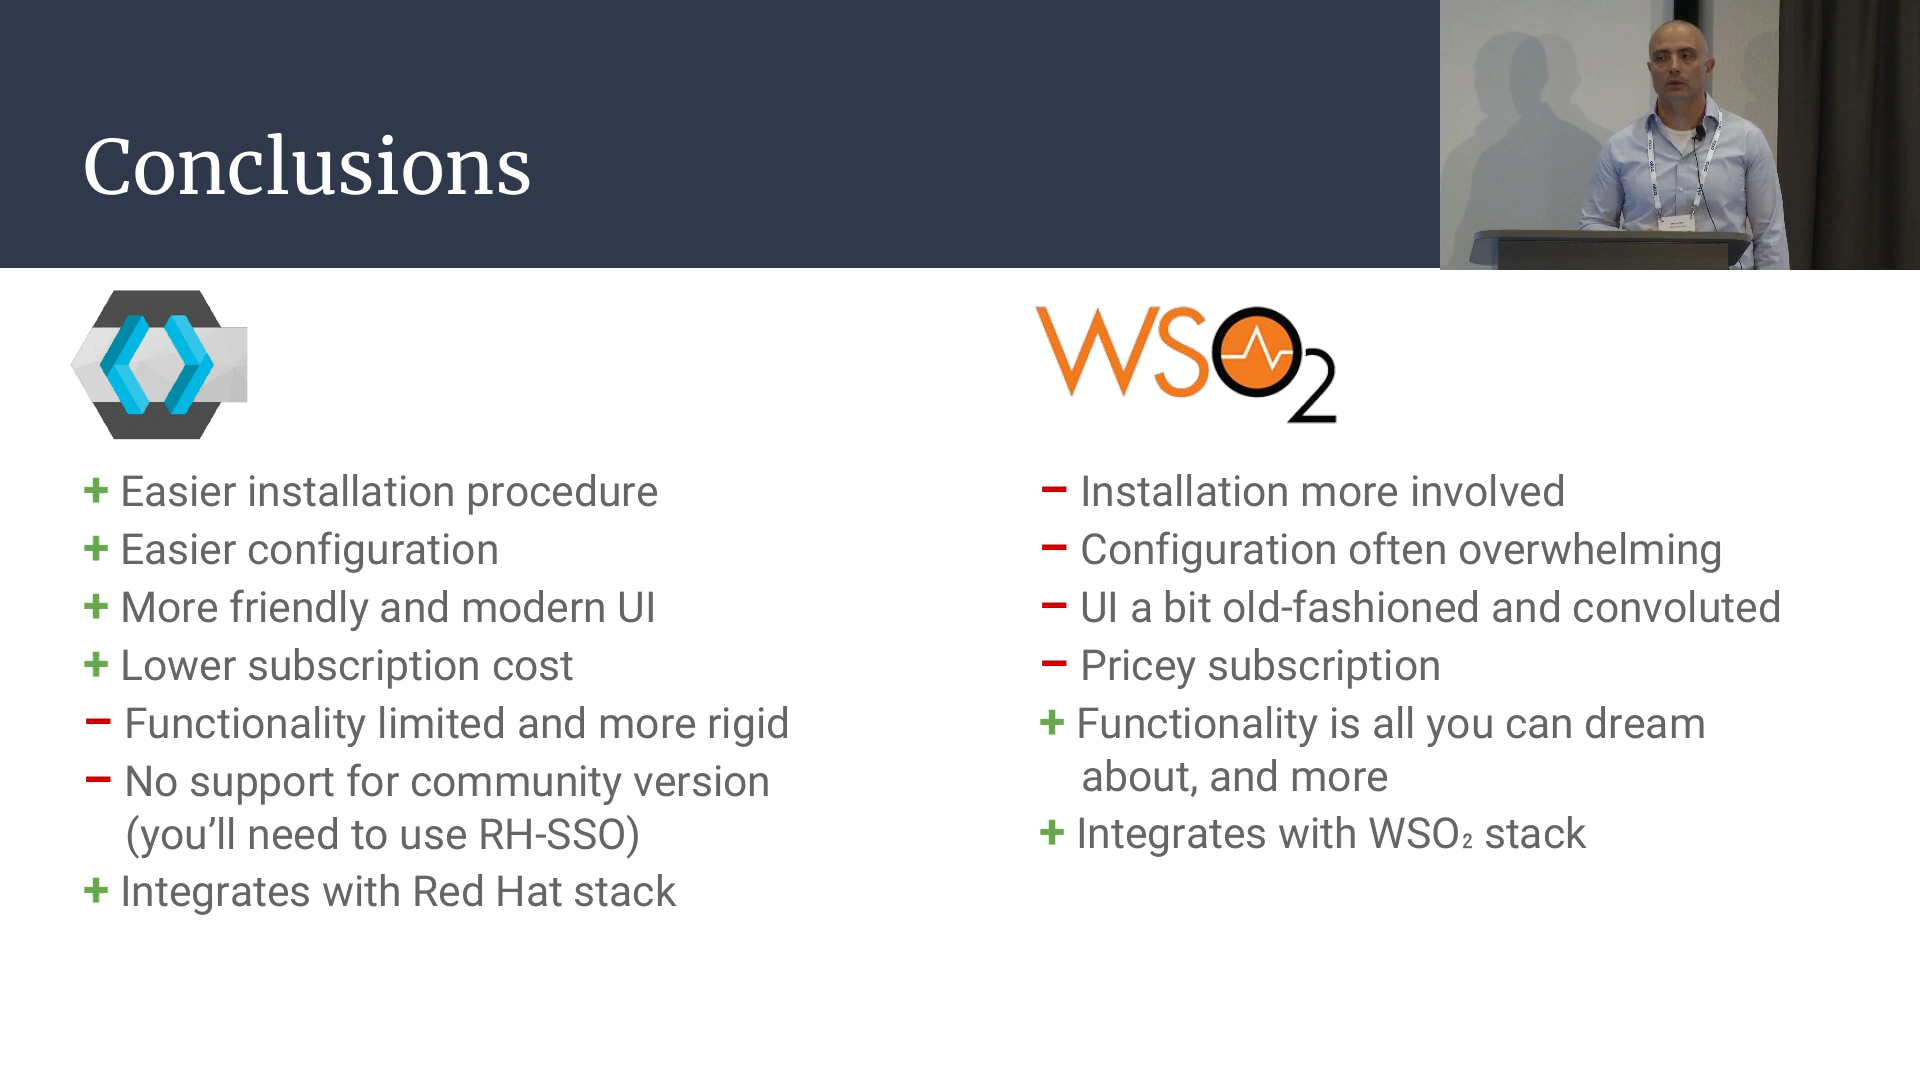 Conclusions
WSO2
+ Easier installation procedure
+ Easier configuration
+ More friendly and modern UI
+ Lower subscription cost
− Functionality limited and more rigid
− No support for community version
(you’ll need to use RH-SSO)
+ Integrates with Red Hat stack
− Installation more involved
− Configuration often overwhelming
− UI a bit old-fashioned and convoluted
− Pricey subscription
+ Functionality is all you can dream
about, and more
+ Integrates with WSO₂ stack